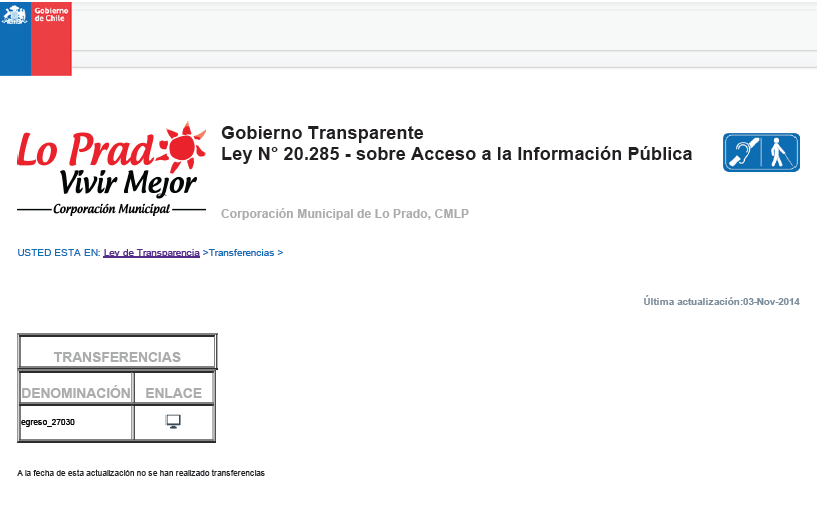 Gobierno
de Chile
Lo Prado
Vivir Mejor
Corporación Municipal
Gobierno Transparente
Ley N° 20.285 - sobre Acceso a la Información Pública
Corporación Municipal de Lo Prado, CMLP
USTED ESTA EN: Ley de Transparencia >Transferencias >
Última actualización:03-Nov-2014
TRANSFERENCIAS
DENOMINACIÓN ENLACE
egreso_27030
A la fecha de esta actualización no se han realizado transferencias